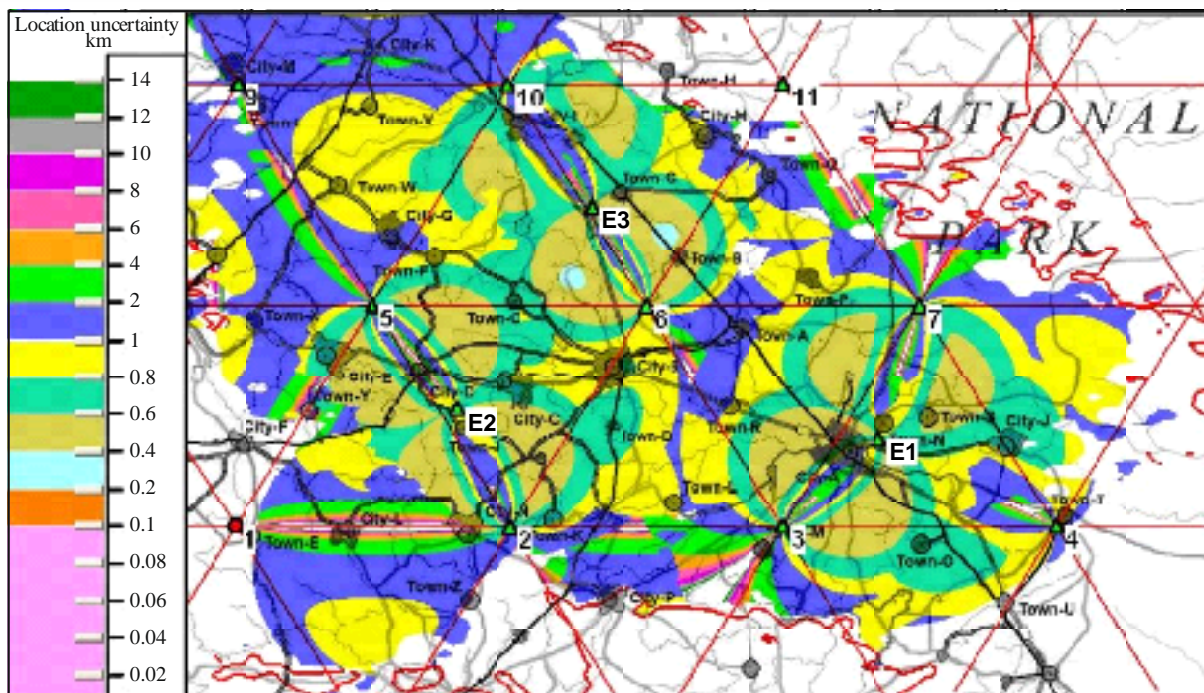 Location uncertainty
km
14
12
10
8
6
4
2
1
0.8
0.6
0.4
0.2
0.1
0.08
0.06
0.04
0.02
City-K
City-M
9
10
11
Town-H
City-H
Town-V
NATIONAL
Town-W
Town-G
City-G
E3
PARK
Town-B
Town-F
Town-P
Town-X
5
Town-C
6
7
Town-A
City-E
City-D
Town-Y
City-F
E2
City-C
Town-D
Town-R
Town-N
City-J
E1
City-A
City-L
Town-T
1
Town-E
2
Town-K
3
4
Town-O
Town-Z
City-P
Town-U